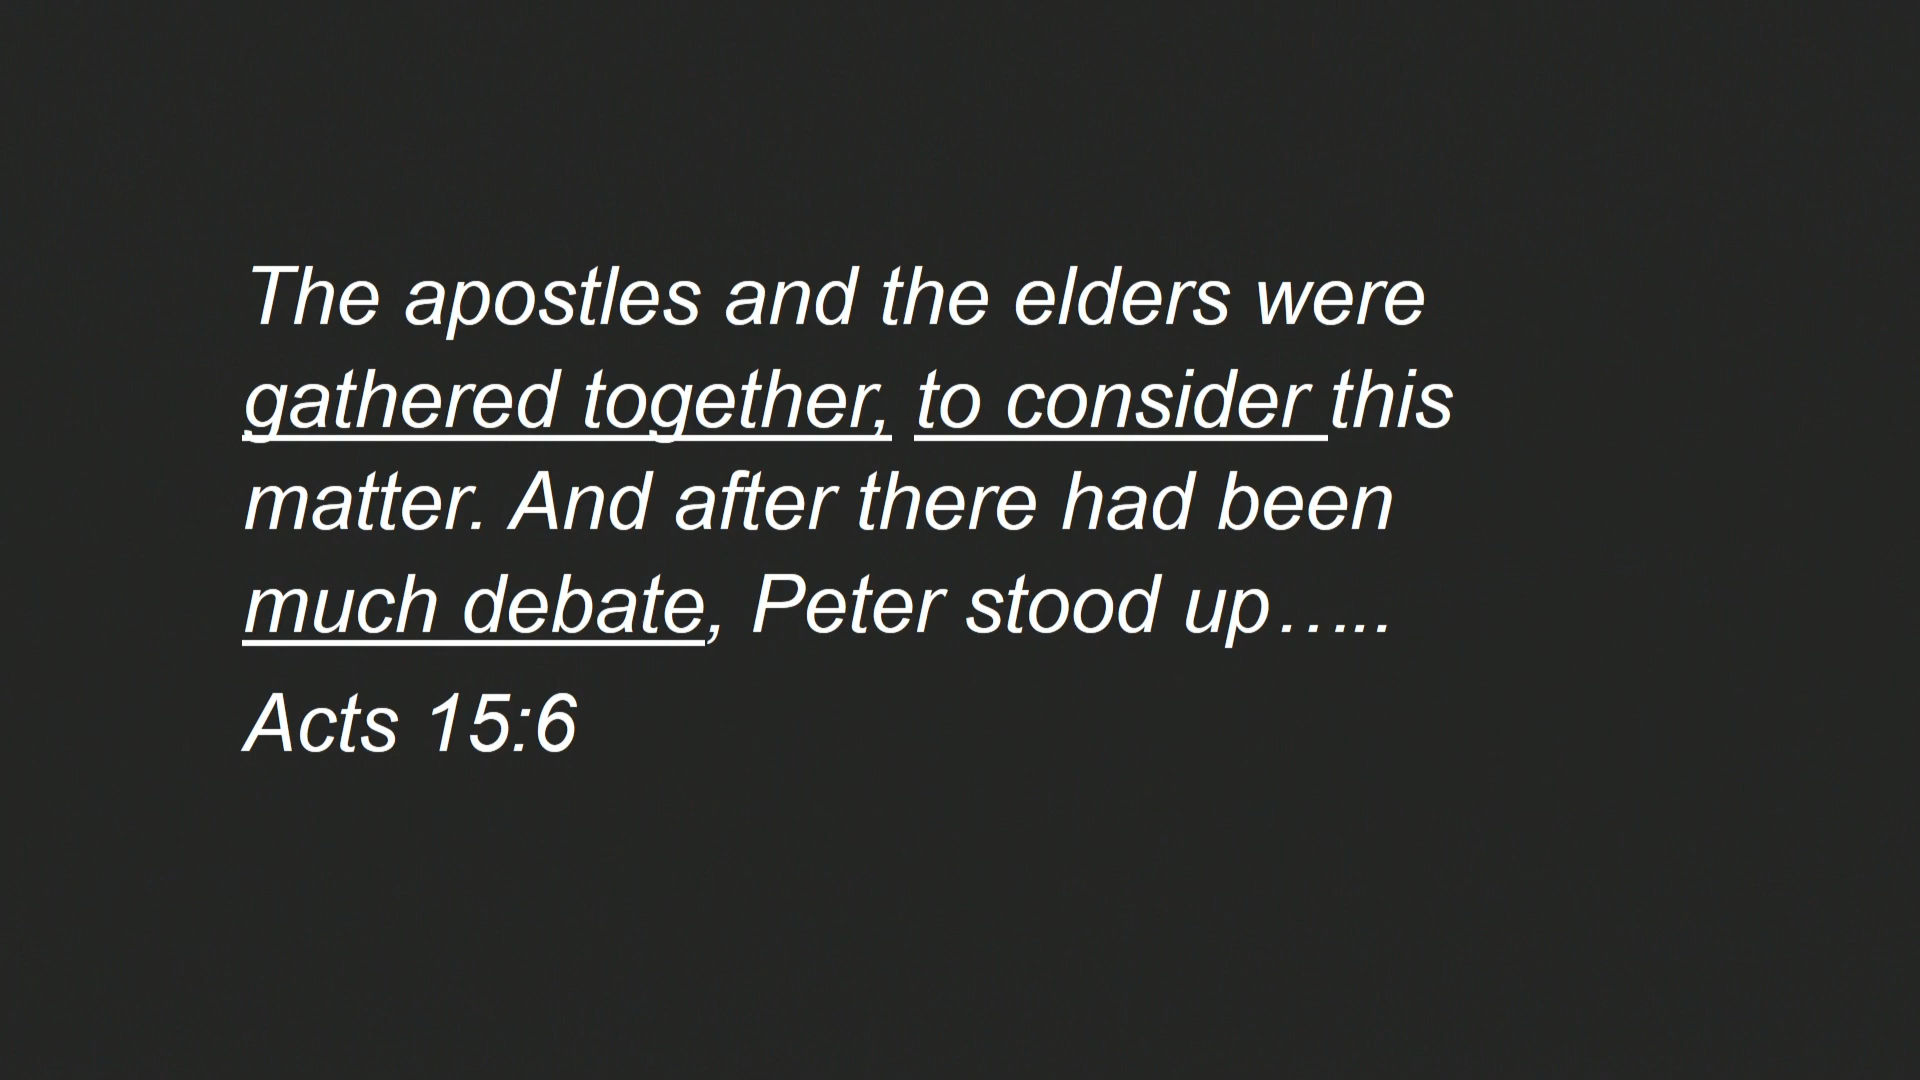 The apostles and the elders were
gathered together, to consider this
matter. And after there had been
much debate, Peter stood up…..
Acts 15:6